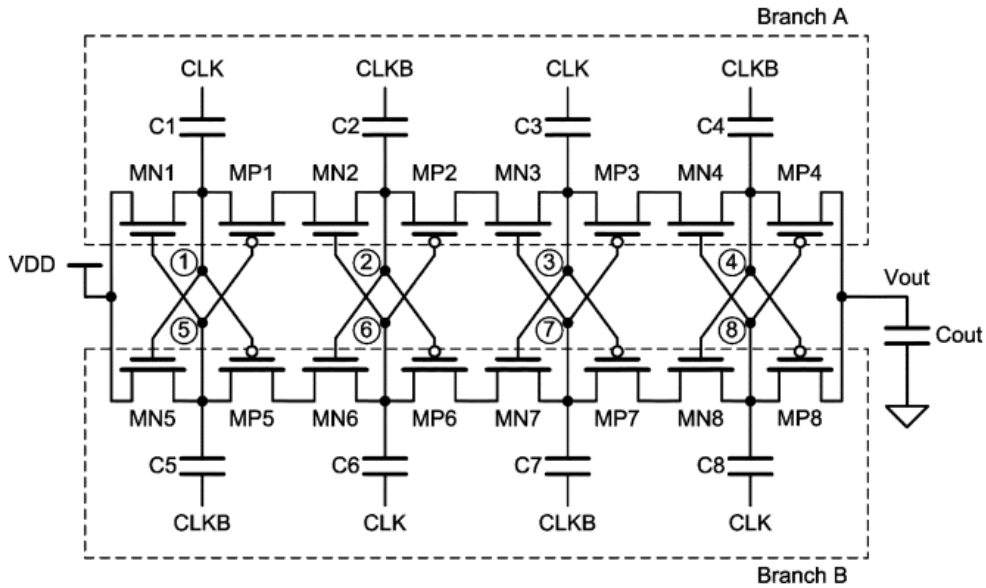 Branch A
CLK CLKB CLK CLKB
C1 C2 C3 C4
MN1 MP1 MN2 MP2 MN3 MP3 MN4 MP4
VDD 1 2 3 4 Vout
5 6 7 8 Cout
MN5 MP5 MN6 MP6 MN7 MP7 MN8 MP8
C5 C6 C7 C8
CLKB CLK CLKB CLK
Branch B